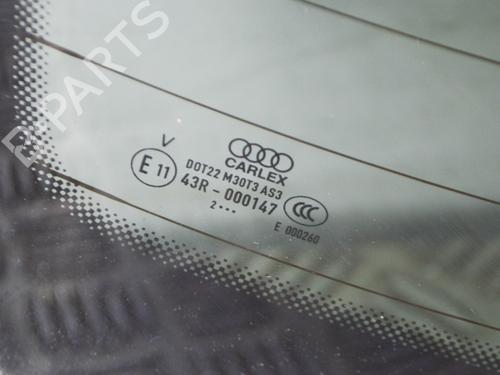 B-PARTS
V
CARLEX
E 11
DOT22 M30T3 AS3
43R-000147
CCC
2···
E 000260